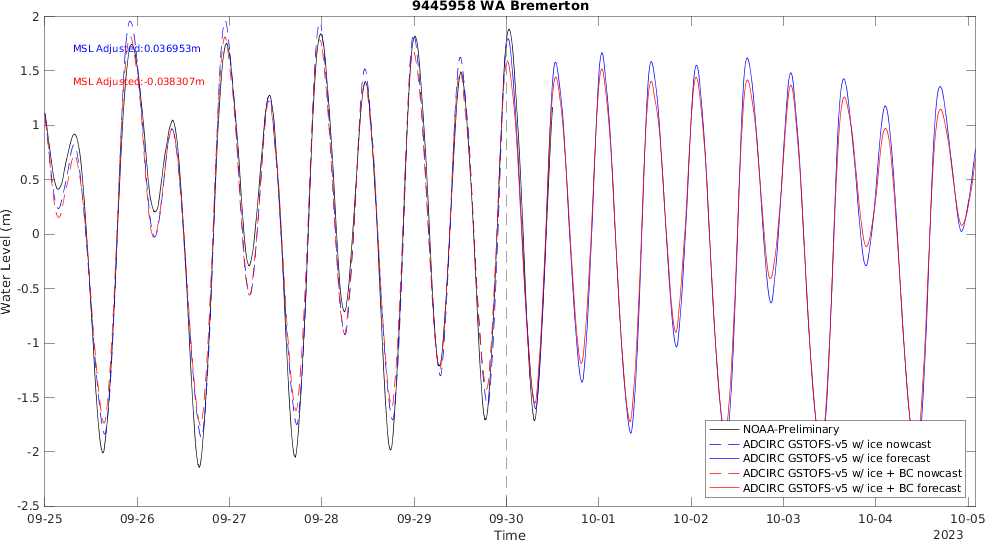 9445958 WA Bremerton
MSL Adjusted:0.036953m
MSL Adjusted:-0.038307m
Water Level (m)
2
1.5
1
0.5
0
-0.5
-1
-1.5
-2
-2.5
NOAA-Preliminary
ADCIRC GSTOFS-v5 w/ ice nowcast
ADCIRC GSTOFS-v5 w/ ice forecast
ADCIRC GSTOFS-v5 w/ ice + BC nowcast
ADCIRC GSTOFS-v5 w/ ice + BC forecast
09-25 09-26 09-27 09-28 09-29 09-30 10-01 10-02 10-03 10-04 10-05
Time
2023